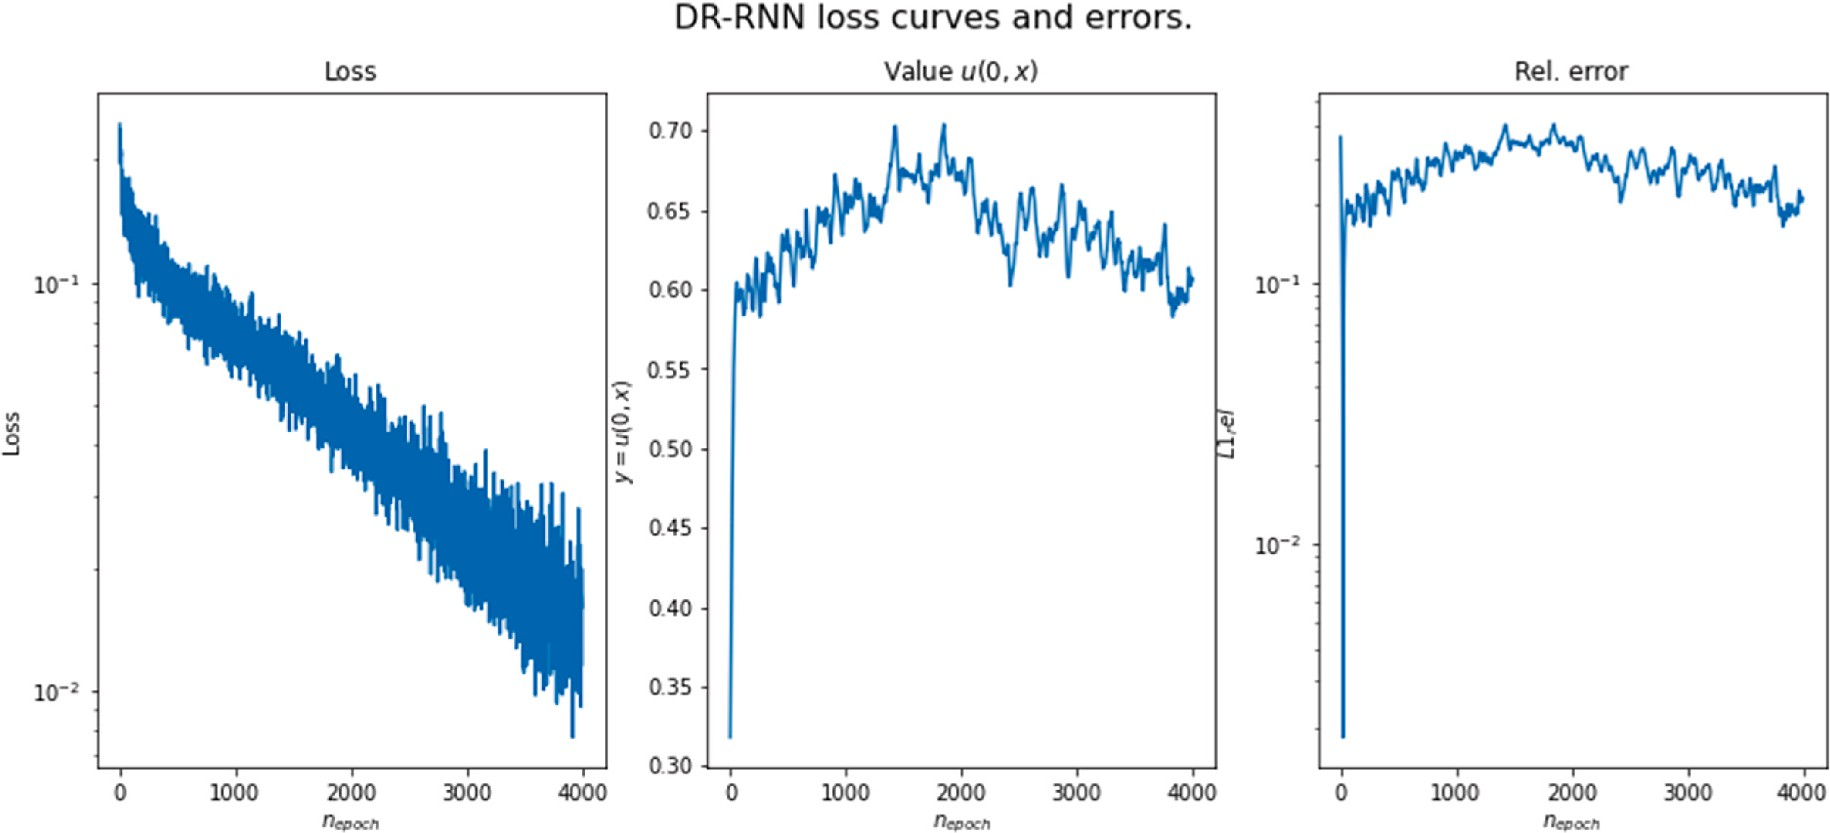 DR-RNN loss curves and errors.
Loss
Value u(0, x)
Rel. error
Loss
10⁻¹
10⁻²
0 1000 2000 3000 4000
n_epoch
y = u(0, x)
0.70
0.65
0.60
0.55
0.50
0.45
0.40
0.35
0.30
0 1000 2000 3000 4000
n_epoch
L1ᵣel
10⁻¹
10⁻²
0 1000 2000 3000 4000
n_epoch